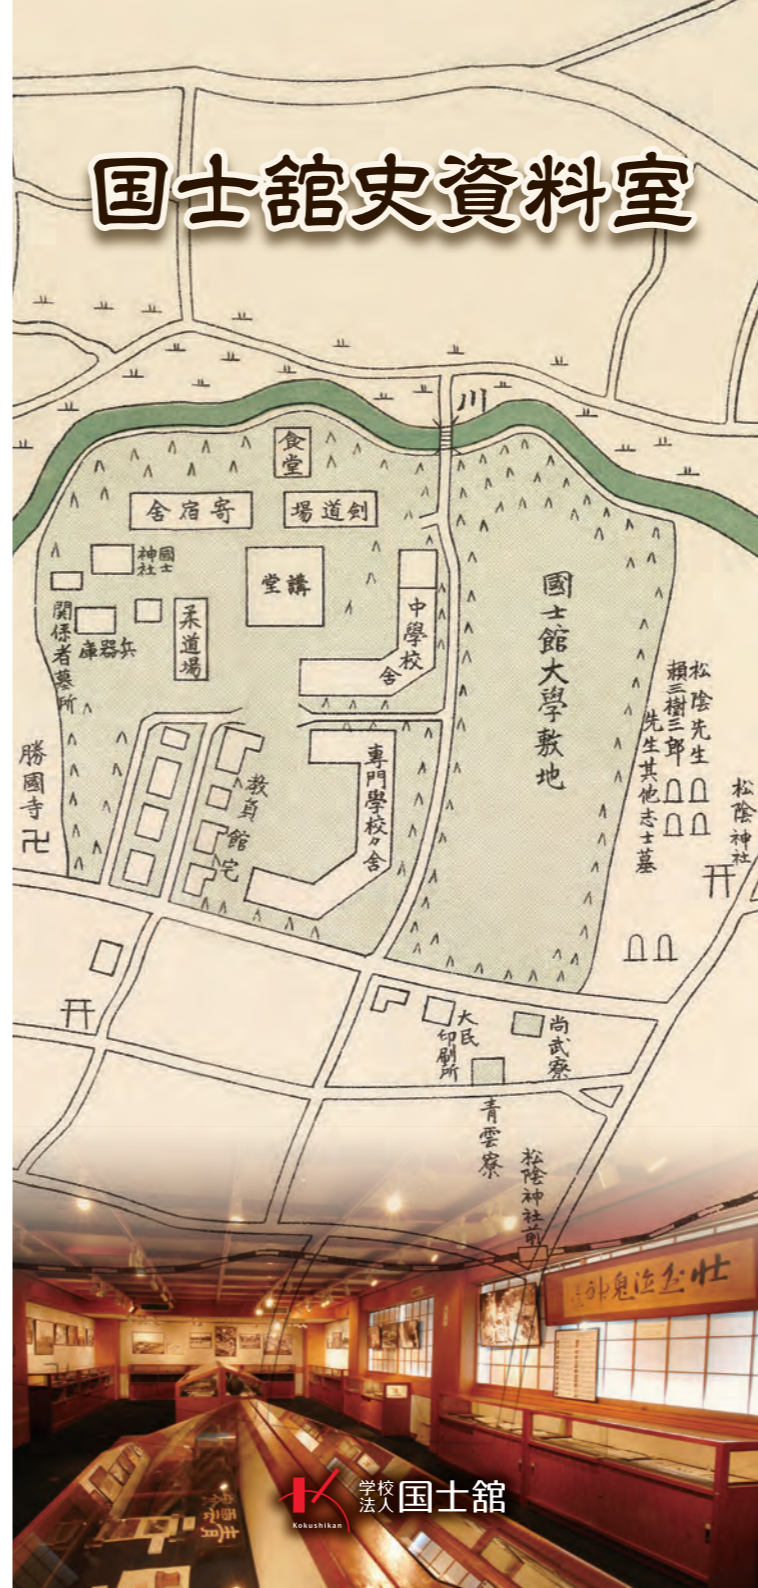 国士舘史資料室
川
食堂
舎宿寄
場道剣
國士神社
堂講
中學校舎
関係者墓所
庫器兵
柔道場
國士館大學敷地
松陰先生
頼三樹三郎
先生其他志士墓
松陰神社
勝國寺
卍
教員館宅
専門學校々舎
大民印刷所
尚武寮
青雲寮
松陰神社前
Kokushikan
学校法人
国士舘